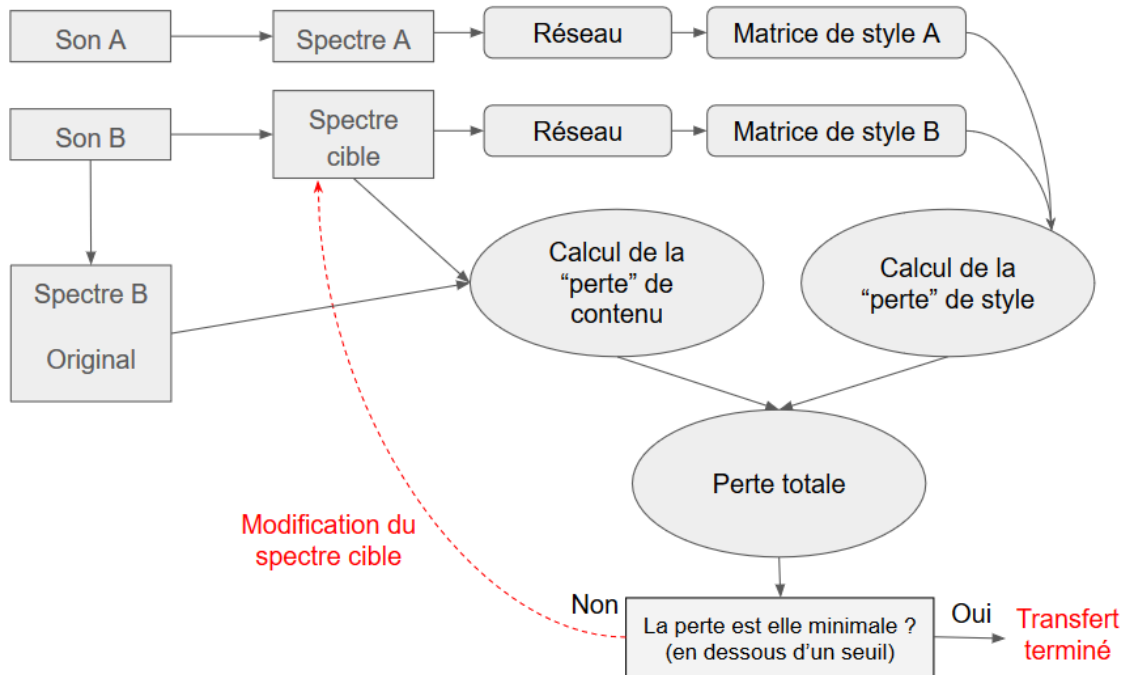 Son A
Spectre A
Réseau
Matrice de style A
Son B
Spectre
cible
Réseau
Matrice de style B
Spectre B
Original
Calcul de la
“perte” de
contenu
Calcul de la
“perte” de style
Perte totale
Modification du
spectre cible
Non
La perte est elle minimale ?
(en dessous d’un seuil)
Oui
Transfert
terminé